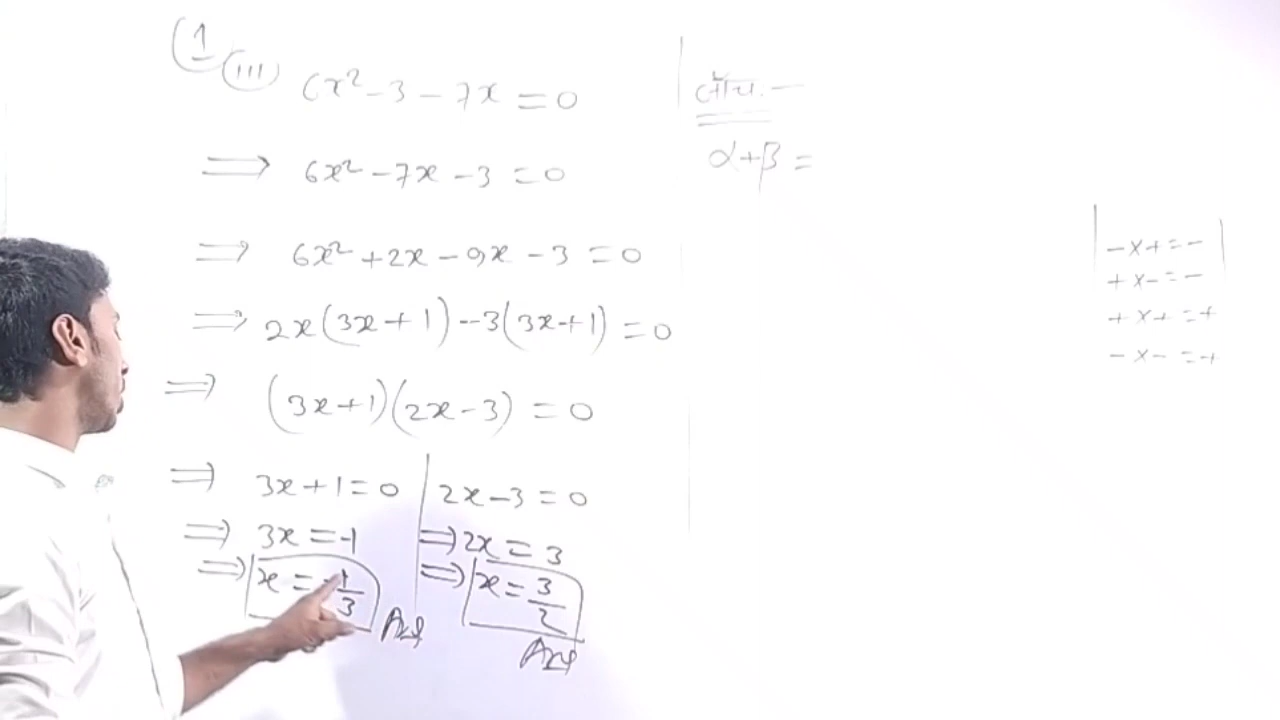 1
(iii) 6x² - 3 - 7x = 0
⇒ 6x² - 7x - 3 = 0
⇒ 6x² + 2x - 9x - 3 = 0
⇒ 2x(3x + 1) - 3(3x + 1) = 0
⇒ (3x + 1)(2x - 3) = 0
⇒ 3x + 1 = 0 | 2x - 3 = 0
⇒ 3x = -1 | ⇒ 2x = 3
⇒ x = -1/3 Ans | ⇒ x = 3/2 Ans
जाँच -
α + β =
- x + = -
+ x - = -
+ x + = +
- x - = +